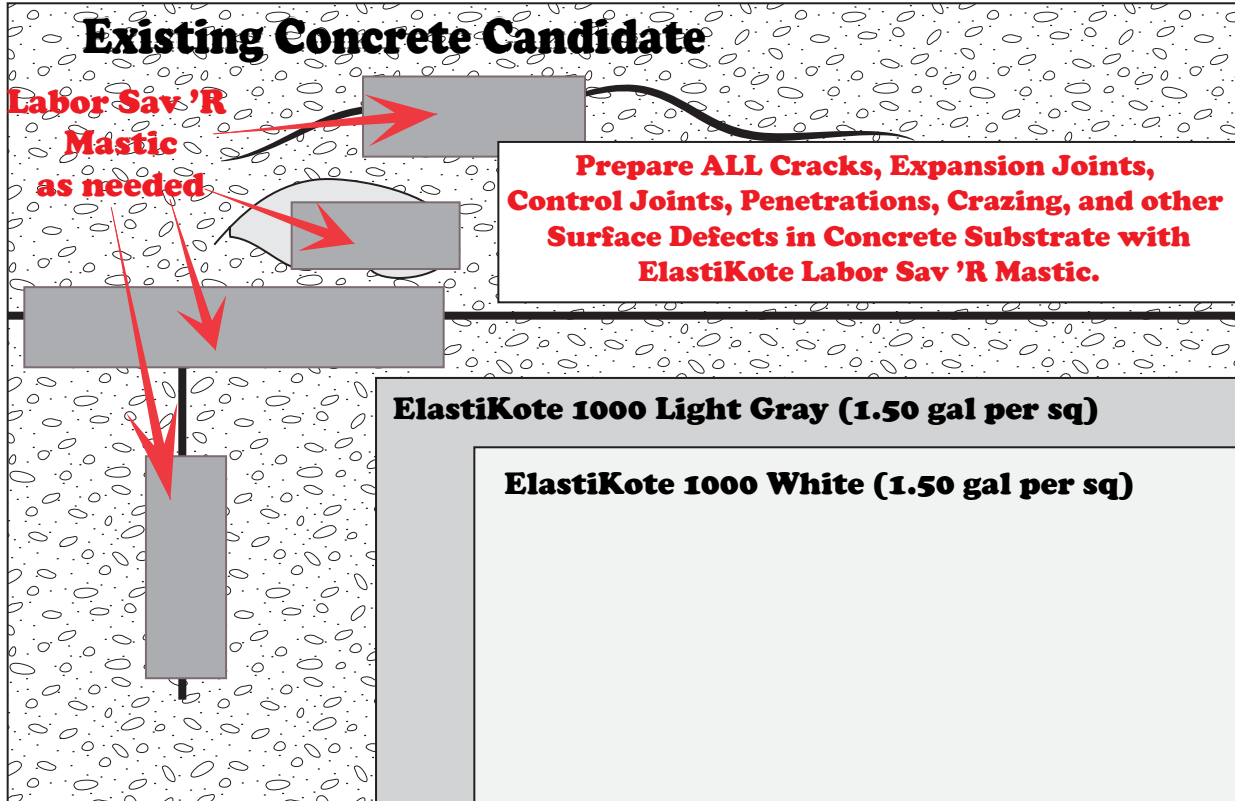 Existing Concrete Candidate
Labor Sav ’R
Mastic
as needed
Prepare ALL Cracks, Expansion Joints,
Control Joints, Penetrations, Crazing, and other
Surface Defects in Concrete Substrate with
ElastiKote Labor Sav ’R Mastic.
ElastiKote 1000 Light Gray (1.50 gal per sq)
ElastiKote 1000 White (1.50 gal per sq)